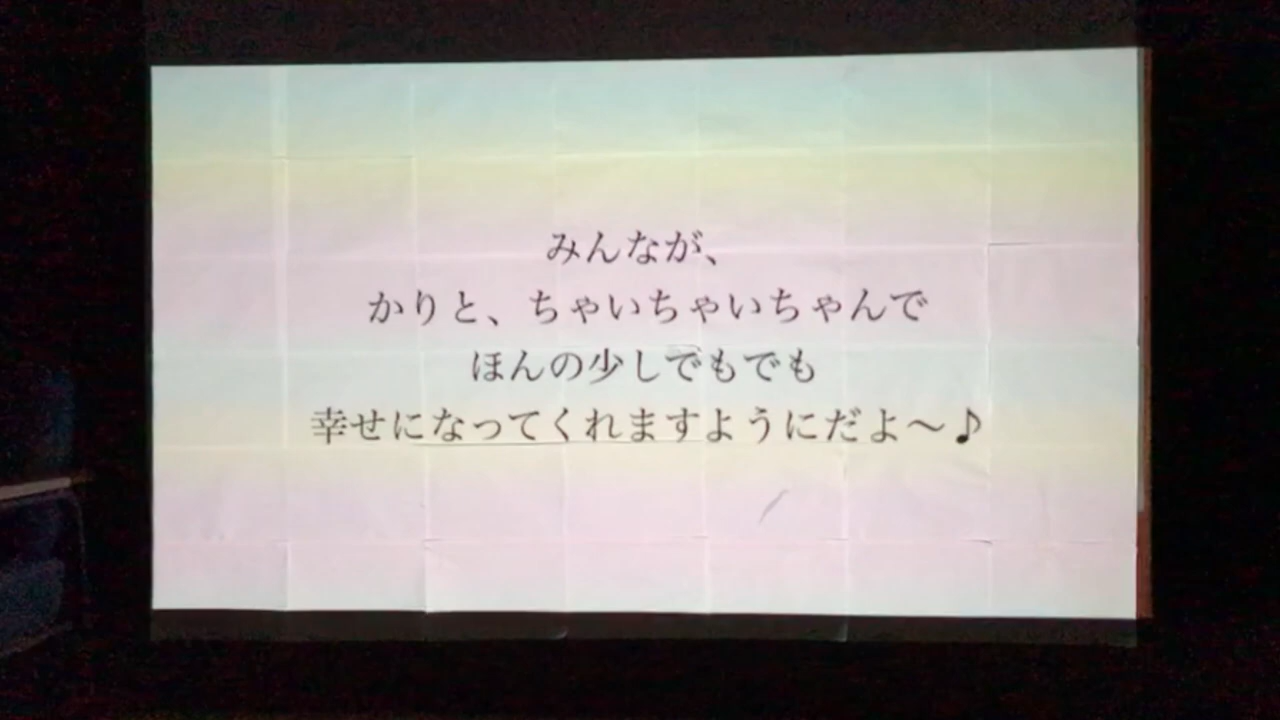 みんなが、
かりと、ちゃいちゃいちゃんで
ほんの少しでもでも
幸せになってくれますようにだよ～♪